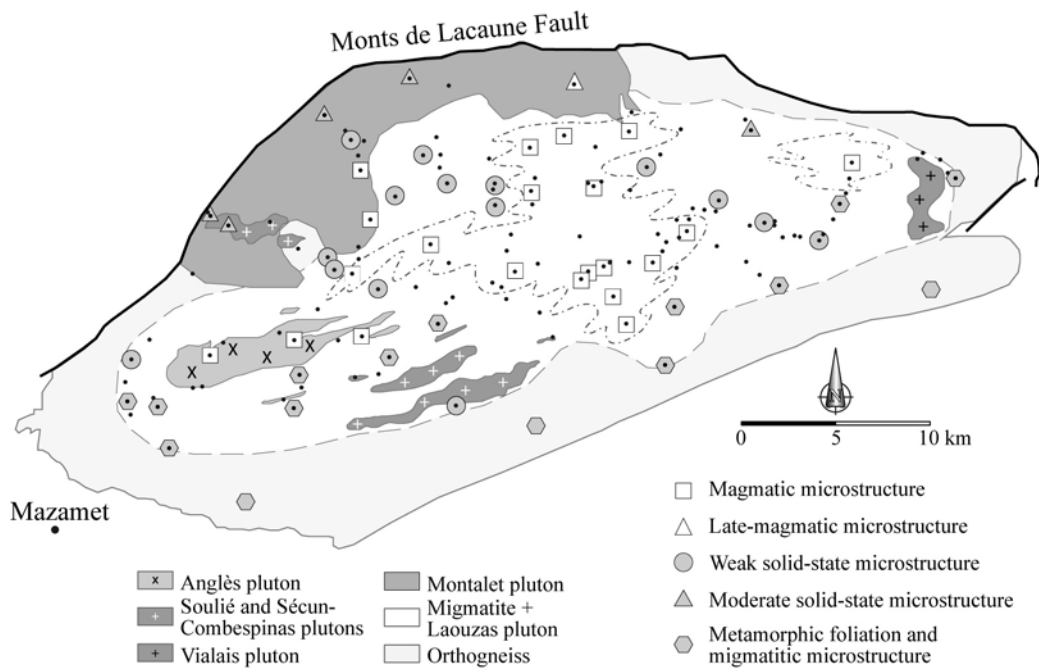 Monts de Lacaune Fault
N
0 5 10 km
Mazamet
Magmatic microstructure
Late-magmatic microstructure
Weak solid-state microstructure
Moderate solid-state microstructure
Metamorphic foliation and
migmatitic microstructure
x Anglès pluton
+ Soulié and Sécun-
Combespinas plutons
+ Vialais pluton
Montalet pluton
Migmatite +
Laouzas pluton
Orthogneiss